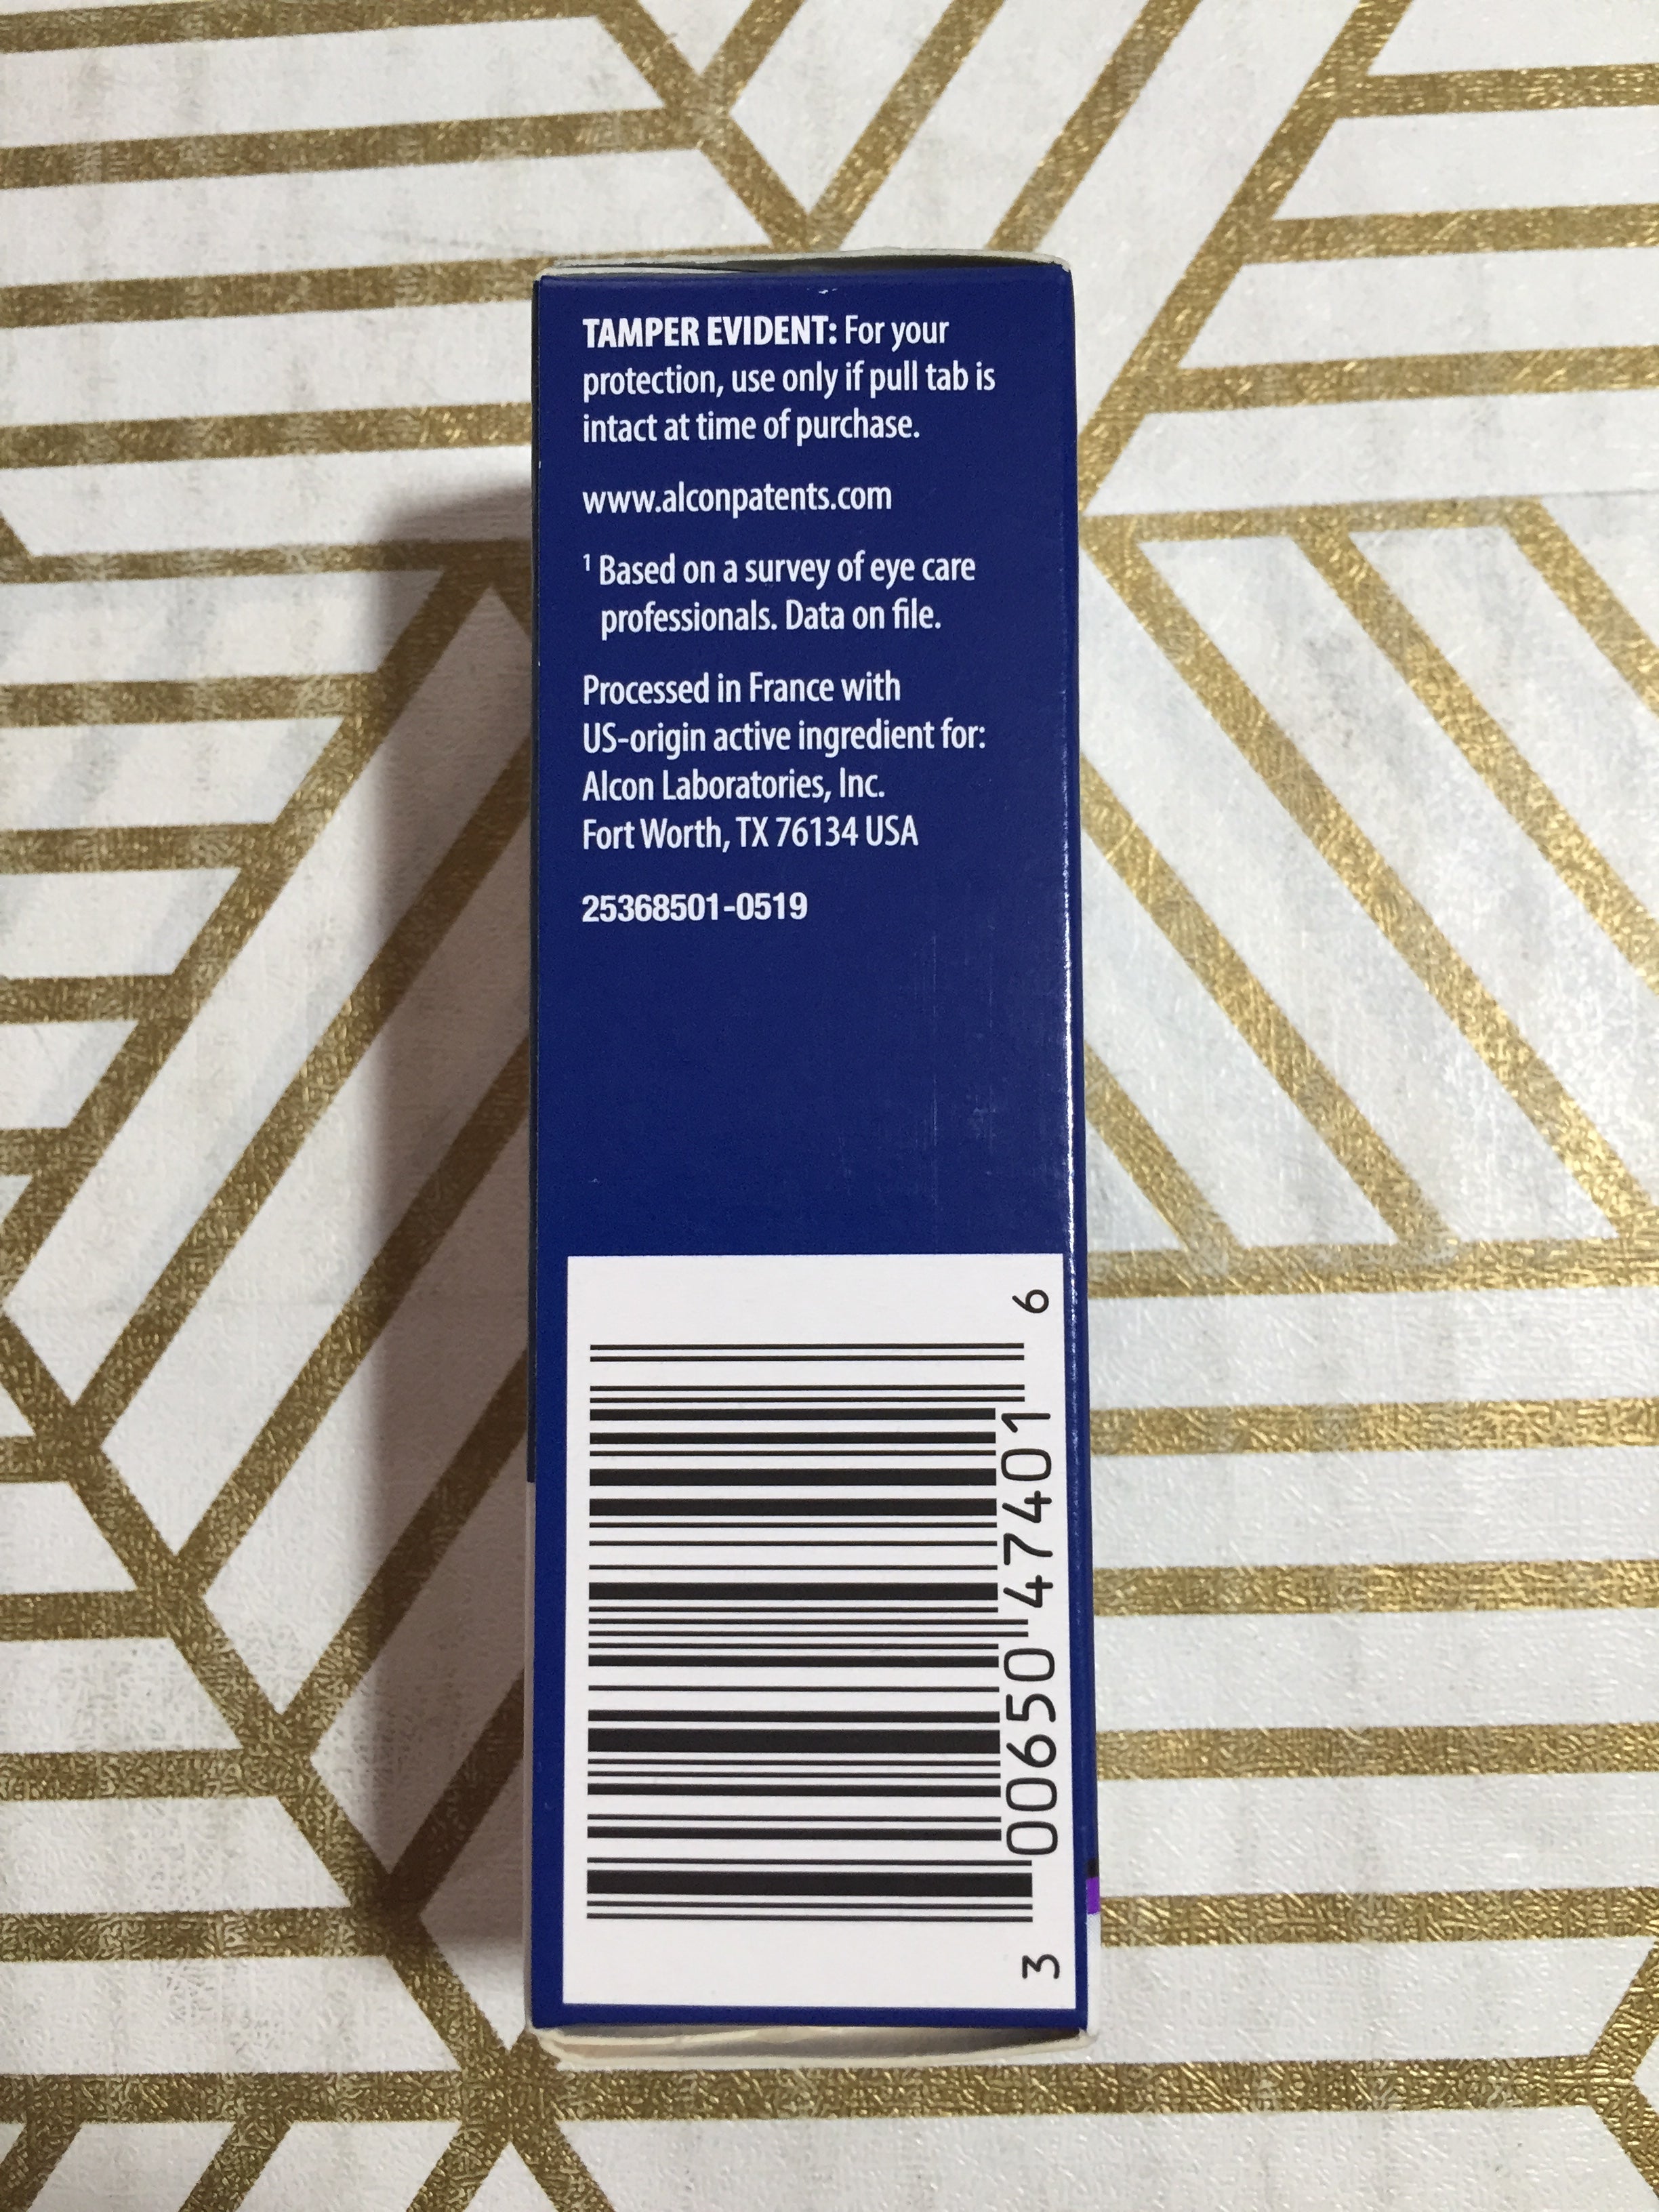 TAMPER EVIDENT: For your
protection, use only if pull tab is
intact at time of purchase.
www.alconpatents.com
¹ Based on a survey of eye care
professionals. Data on file.
Processed in France with
US-origin active ingredient for:
Alcon Laboratories, Inc.
Fort Worth, TX 76134 USA
25368501-0519
3 00650 47401 6